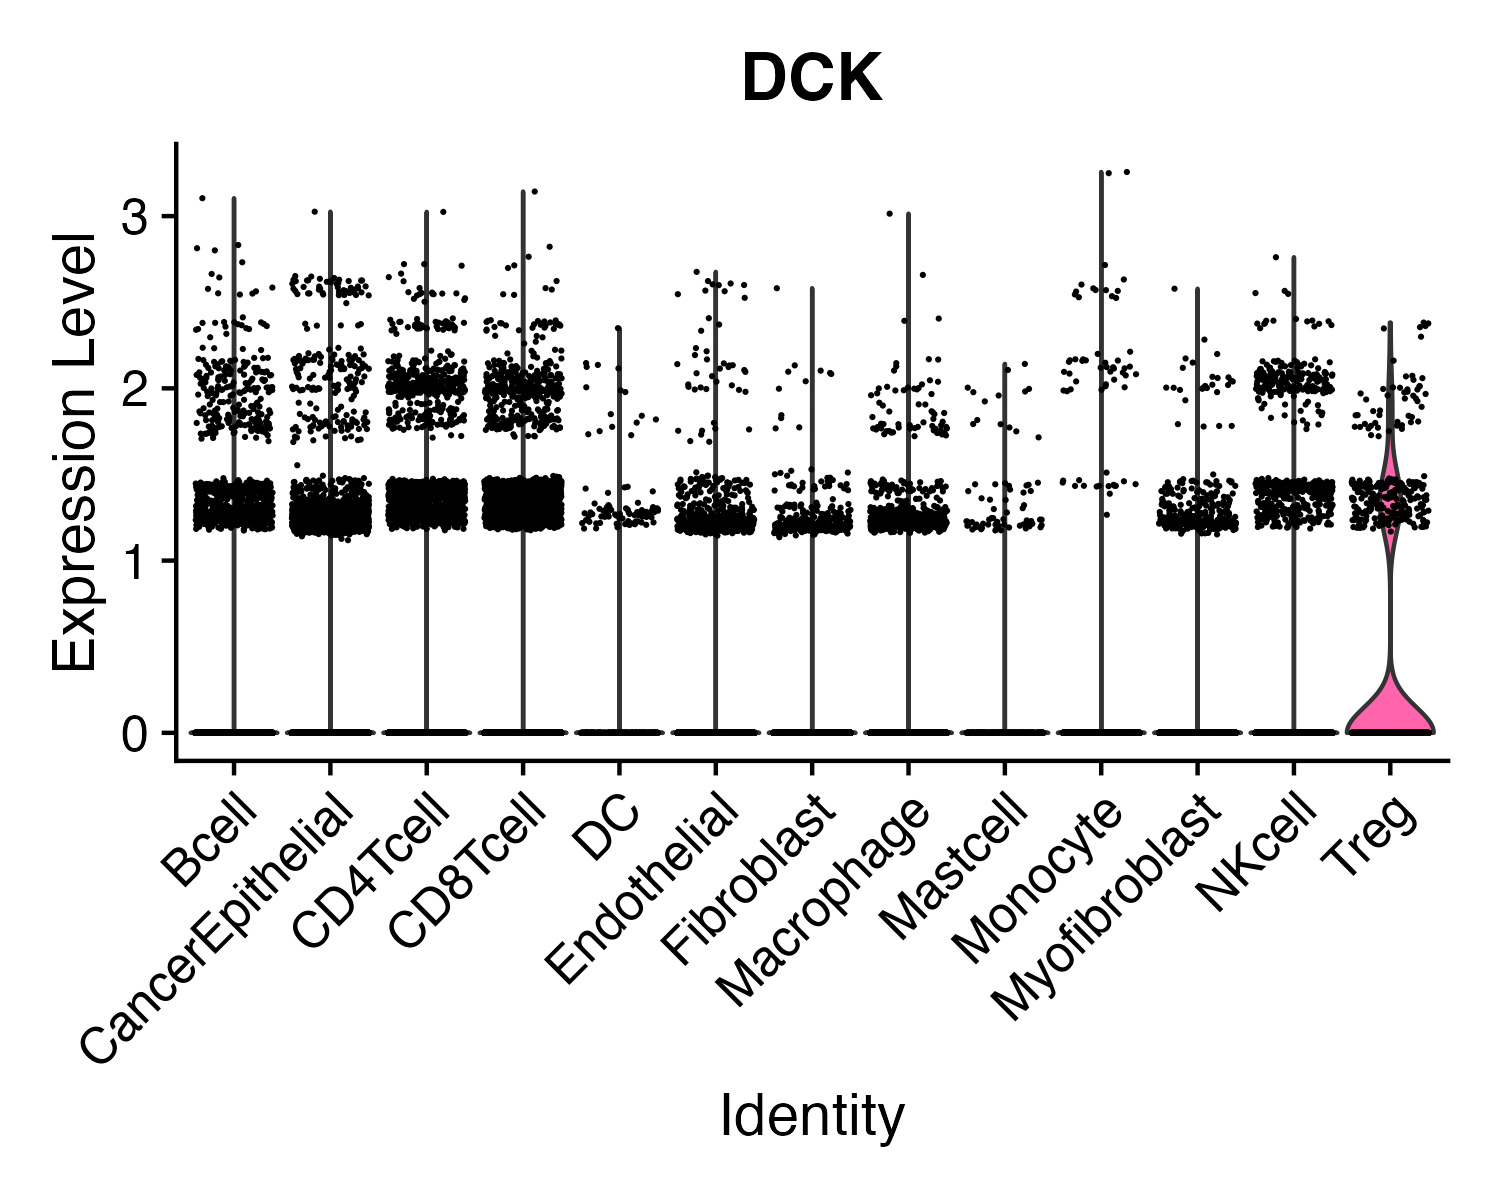 DCK
Expression Level
3
2
1
0
Bcell
CancerEpithelial
CD4Tcell
CD8Tcell
DC
Endothelial
Fibroblast
Macrophage
Mastcell
Monocyte
Myofibroblast
NKcell
Treg
Identity